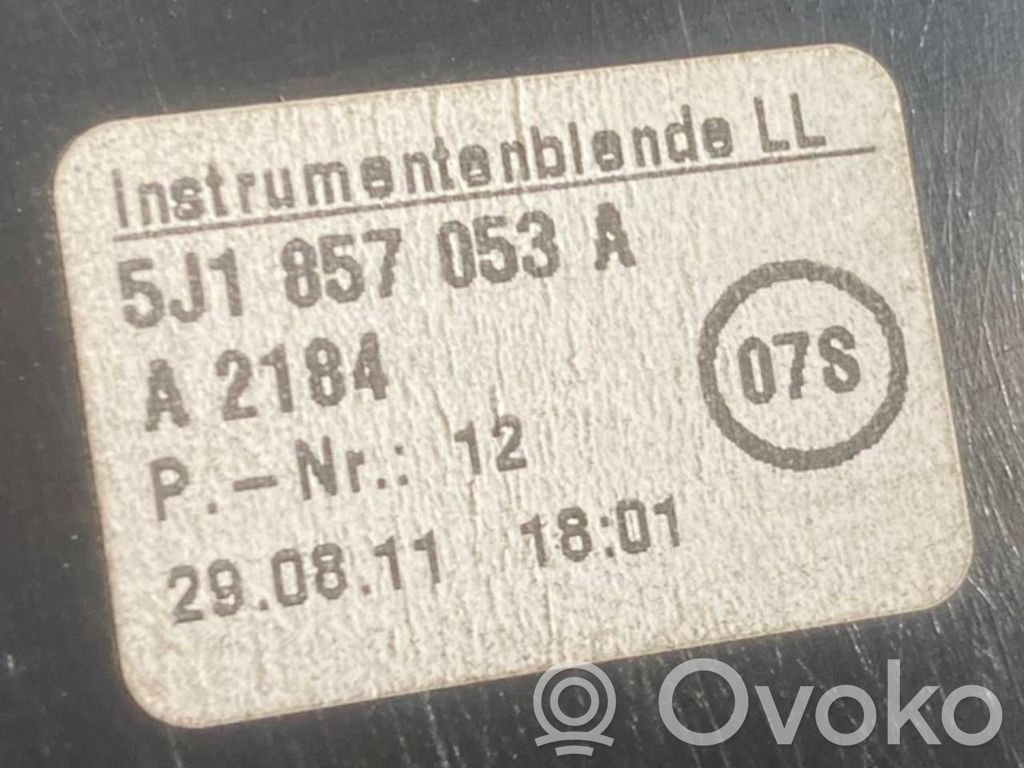 Instrumentenblende LL
5J1 857 053 A
07S
A 2184
P.-Nr.: 12
29.08.11 18:01
Ovoko